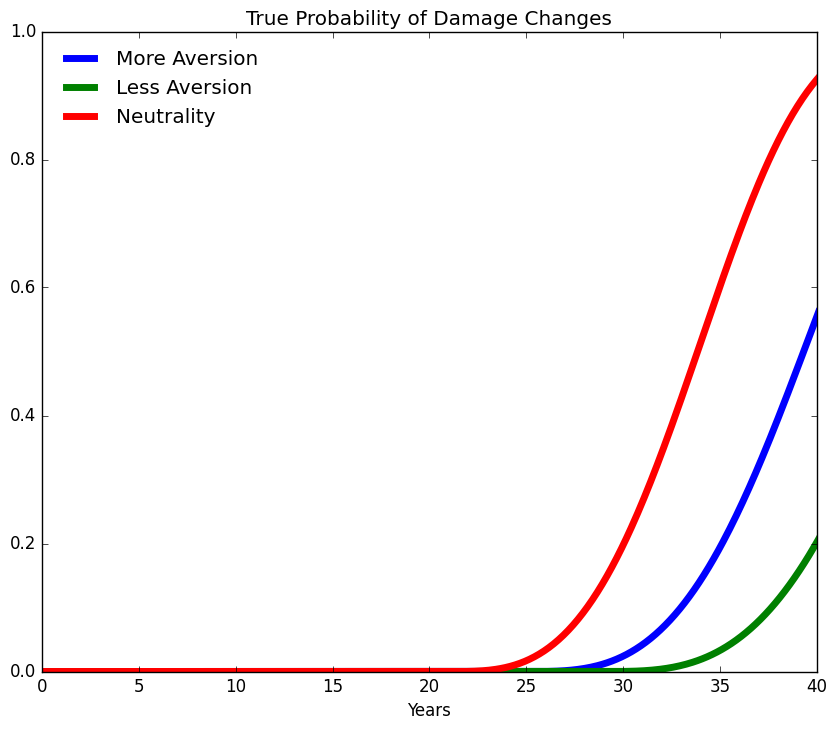 True Probability of Damage Changes
1.0
More Aversion
Less Aversion
Neutrality
0.8
0.6
0.4
0.2
0.0
0 5 10 15 20 25 30 35 40
Years